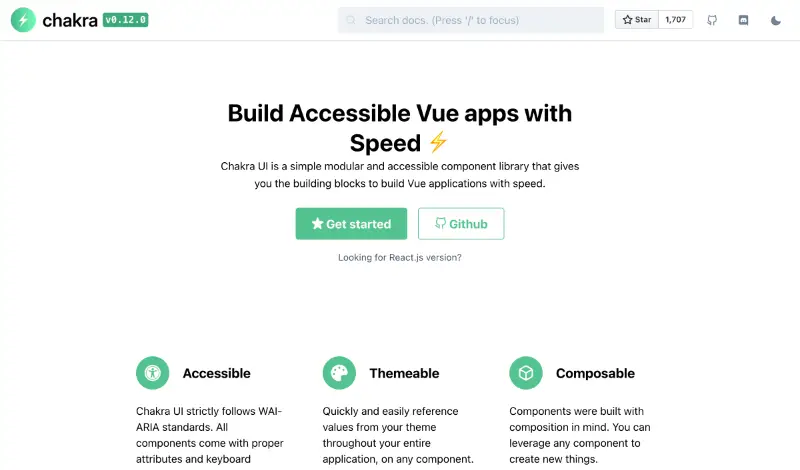 chakra v0.12.0
Search docs. (Press '/' to focus)
Star 1,707
Build Accessible Vue apps with
Speed ⚡
Chakra UI is a simple modular and accessible component library that gives
you the building blocks to build Vue applications with speed.
Get started
Github
Looking for React.js version?
Accessible
Chakra UI strictly follows WAI-
ARIA standards. All
components come with proper
attributes and keyboard
Themeable
Quickly and easily reference
values from your theme
throughout your entire
application, on any component.
Composable
Components were built with
composition in mind. You can
leverage any component to
create new things.